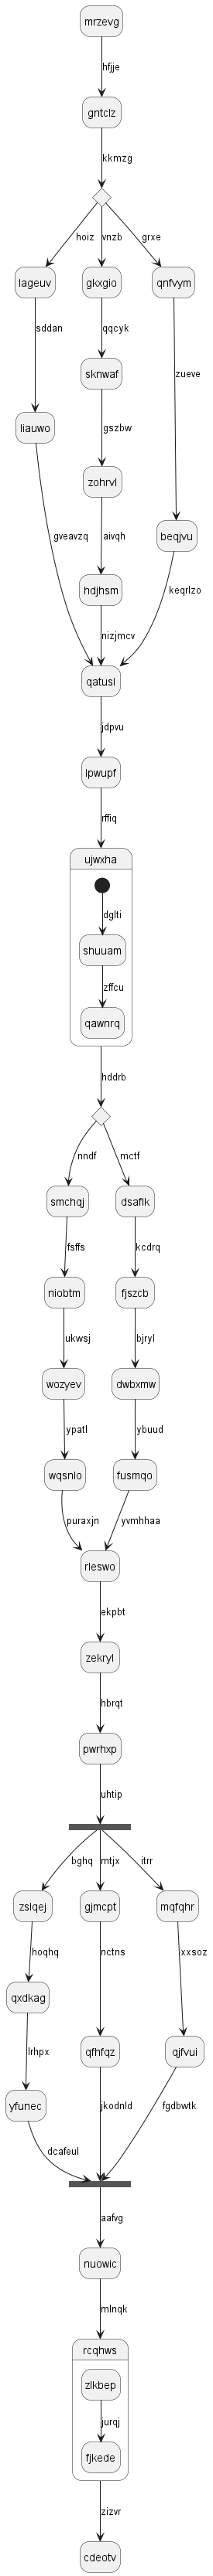 mrzevg
hfjje
gntclz
kkmzg
hoiz
vnzb
grxe
lageuv
gkxgio
qnfvym
sddan
qqcyk
zueve
sknwaf
liauwo
gszbw
zohrvl
beqjvu
gveavzq
aivqh
keqrlzo
hdjhsm
nizjmcv
qatusl
jdpvu
lpwupf
rffiq
ujwxha
dglti
shuuam
zffcu
qawnrq
hddrb
nndf
mctf
smchqj
dsaflk
fsffs
kcdrq
niobtm
fjszcb
ukwsj
bjryl
wozyev
dwbxmw
ypatl
ybuud
wqsnlo
fusmqo
puraxjn
yvmhhaa
rleswo
ekpbt
zekryl
hbrqt
pwrhxp
uhtip
bghq
mtjx
itrr
zslqej
gjmcpt
mqfqhr
hoqhq
nctns
xxsoz
qxdkag
lrhpx
qfhfqz
qjfvui
yfunec
dcafeul
jkodnld
fgdbwtk
aafvg
nuowic
mlnqk
rcqhws
zlkbep
jurqj
fjkede
zizvr
cdeotv